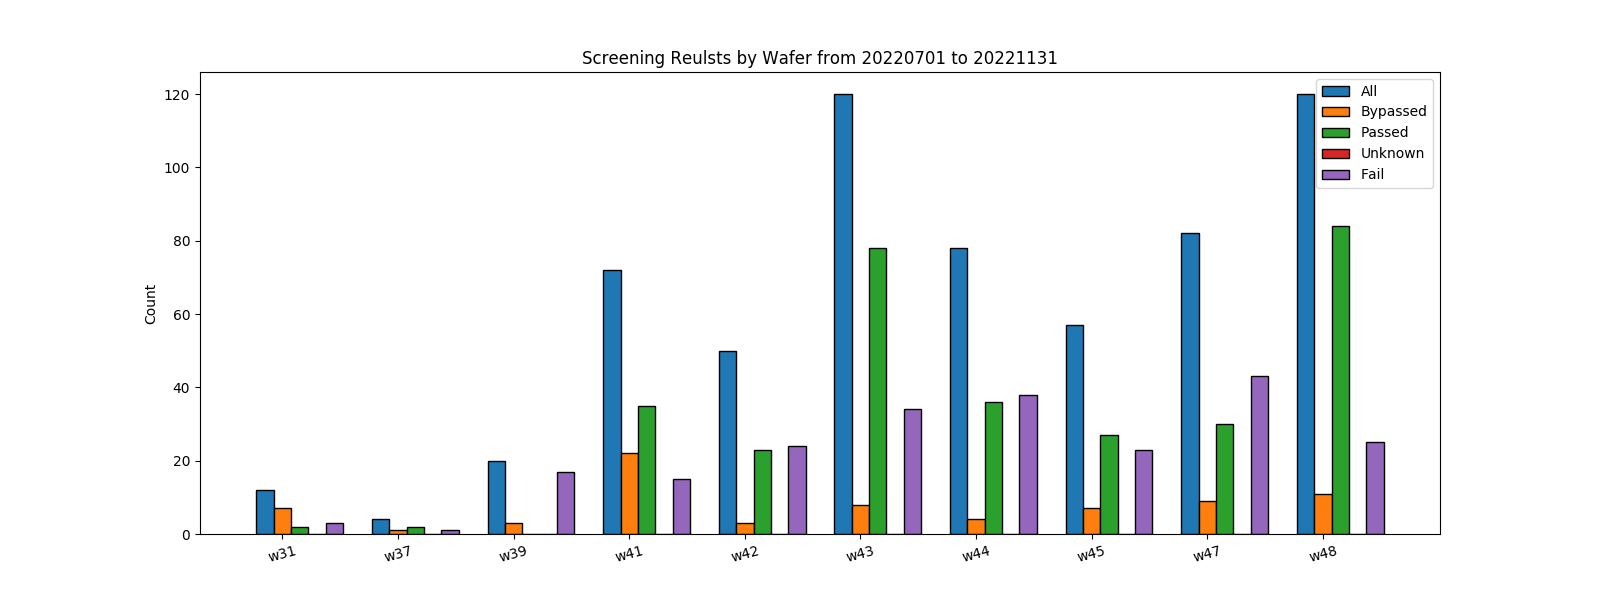 Screening Reulsts by Wafer from 20220701 to 20221131
120
100
80
60
40
20
0
Count
All
Bypassed
Passed
Unknown
Fail
w31 w37 w39 w41 w42 w43 w44 w45 w47 w48